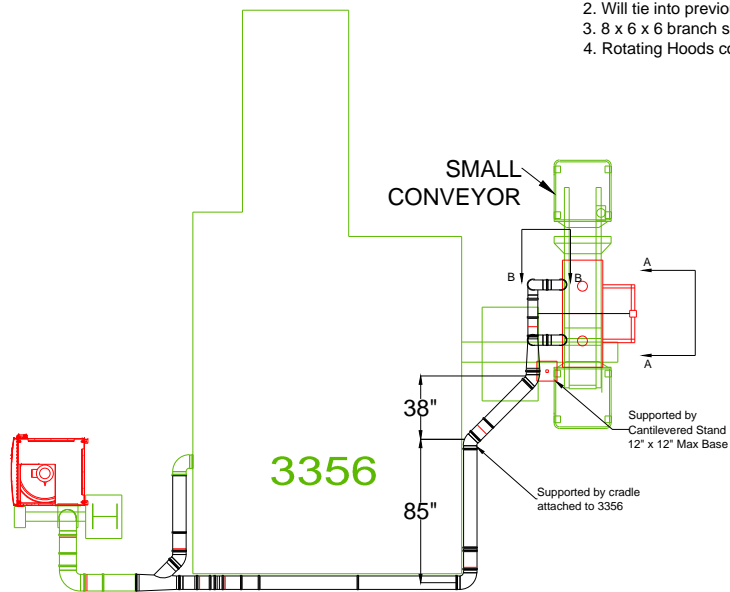 2. Will tie into previo
3. 8 x 6 x 6 branch s
4. Rotating Hoods co
SMALL
CONVEYOR
B
B
A
A
38"
Supported by
Cantilevered Stand
12" x 12" Max Base
3356
85"
Supported by cradle
attached to 3356